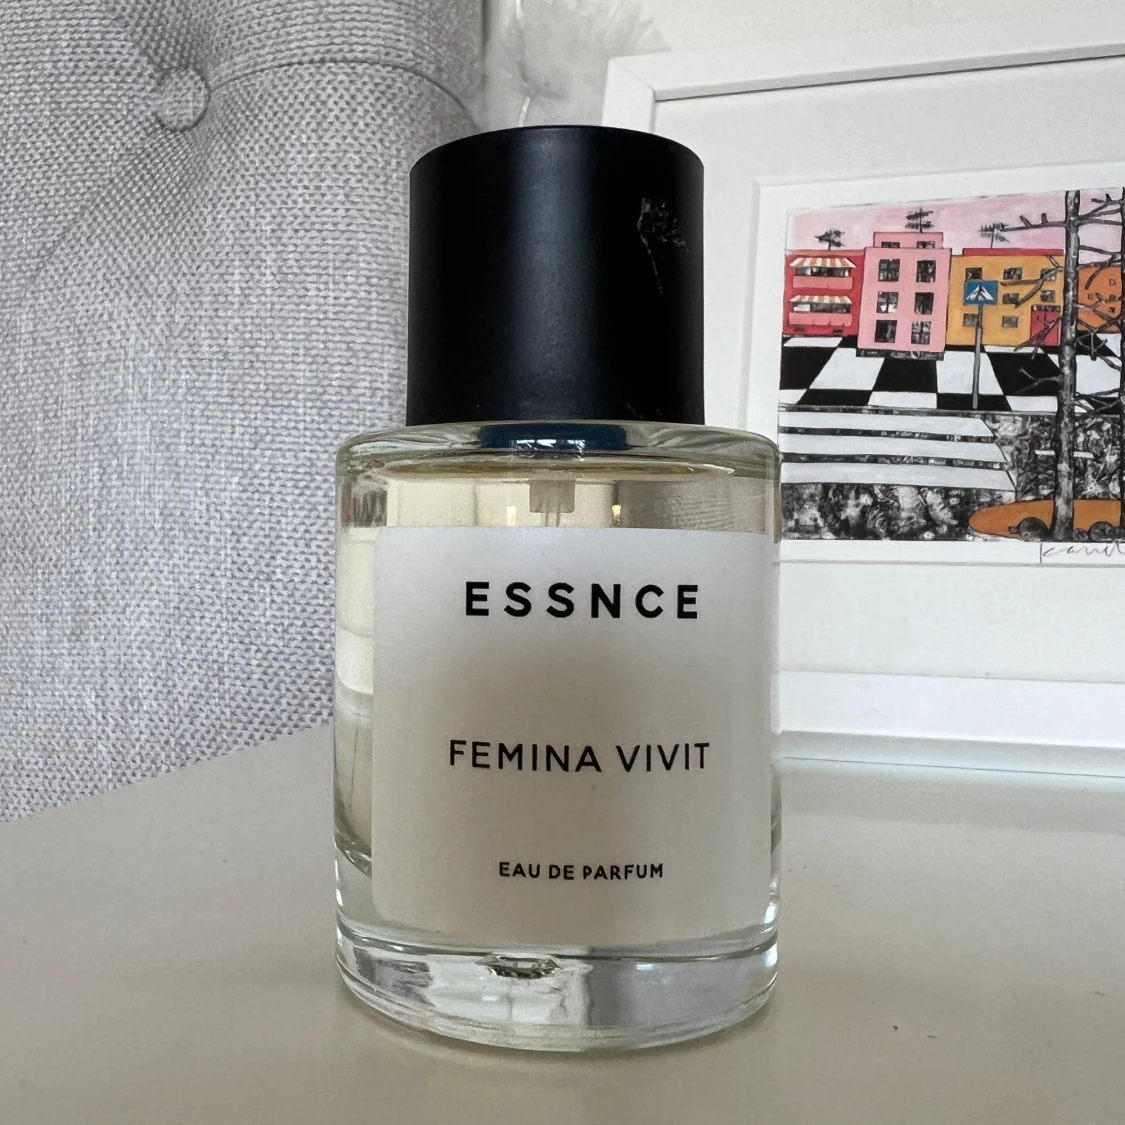 ESSNCE
FEMINA VIVIT
EAU DE PARFUM